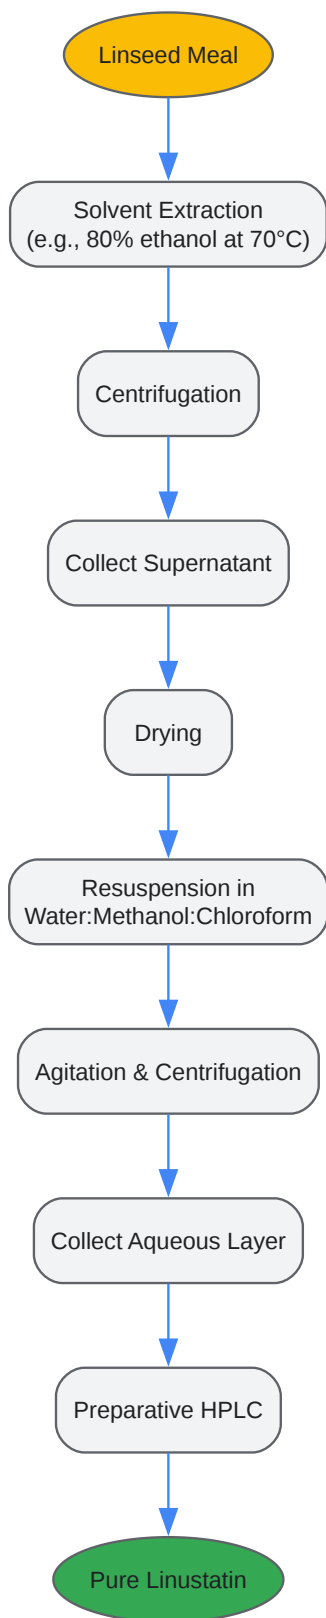 Linseed Meal
Solvent Extraction
(e.g., 80% ethanol at 70°C)
Centrifugation
Collect Supernatant
Drying
Resuspension in
Water:Methanol:Chloroform
Agitation & Centrifugation
Collect Aqueous Layer
Preparative HPLC
Pure Linustatin